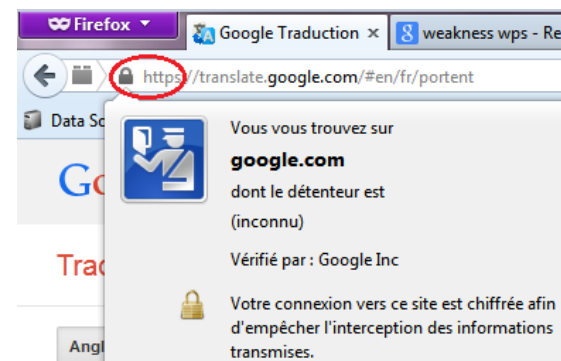 Firefox
Google Traduction × weakness wps - Re
https://translate.google.com/#en/fr/portent
Data Sc
Vous vous trouvez sur
google.com
dont le détenteur est
(inconnu)
Vérifié par : Google Inc
Votre connexion vers ce site est chiffrée afin
d'empêcher l'interception des informations
transmises.
Go
Trad
Angl